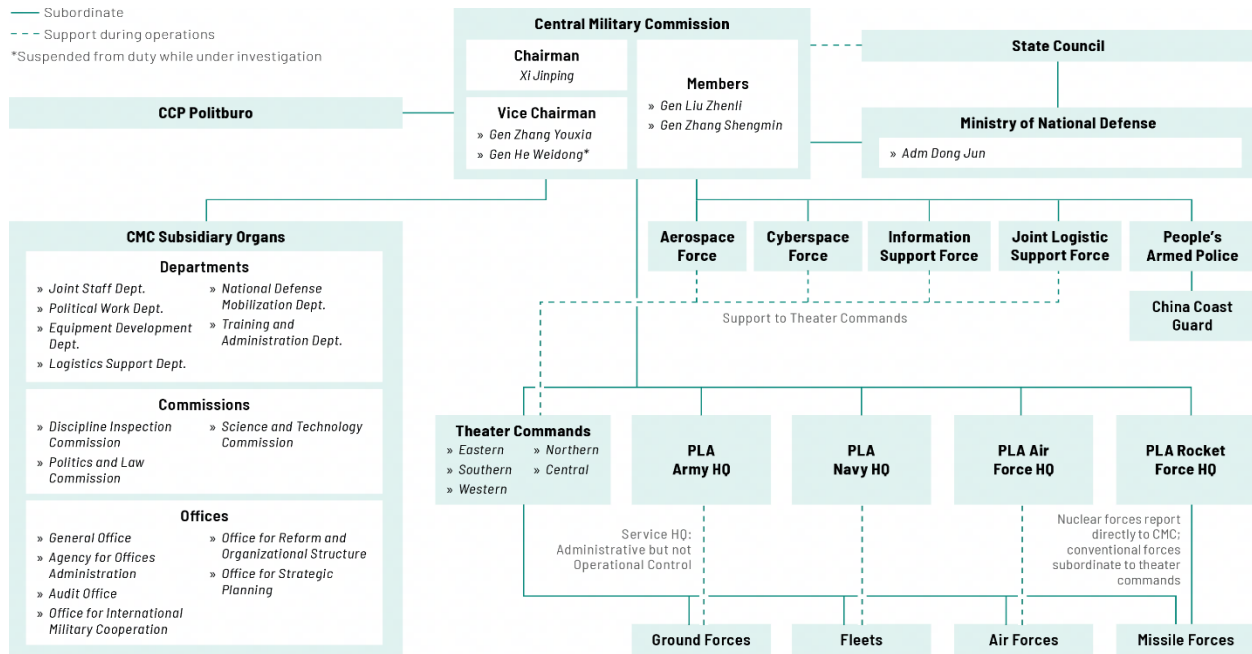 Subordinate
Support during operations
*Suspended from duty while under investigation
Central Military Commission
Chairman
Xi Jinping
Vice Chairman
» Gen Zhang Youxia
» Gen He Weidong*
Members
» Gen Liu Zhenli
» Gen Zhang Shengmin
State Council
CCP Politburo
Ministry of National Defense
» Adm Dong Jun
CMC Subsidiary Organs
Departments
» Joint Staff Dept.
» Political Work Dept.
» Equipment Development
Dept.
» Logistics Support Dept.
» National Defense
Mobilization Dept.
» Training and
Administration Dept.
Commissions
» Discipline Inspection
Commission
» Politics and Law
Commission
» Science and Technology
Commission
Offices
» General Office
» Agency for Offices
Administration
» Audit Office
» Office for International
Military Cooperation
» Office for Reform and
Organizational Structure
» Office for Strategic
Planning
Aerospace
Force
Cyberspace
Force
Information
Support Force
Joint Logistic
Support Force
People's
Armed Police
China Coast
Guard
Support to Theater Commands
Theater Commands
» Eastern
» Southern
» Western
» Northern
» Central
PLA
Army HQ
PLA
Navy HQ
PLA Air
Force HQ
PLA Rocket
Force HQ
Service HQ:
Administrative but not
Operational Control
Nuclear forces report
directly to CMC;
conventional forces
subordinate to theater
commands
Ground Forces
Fleets
Air Forces
Missile Forces